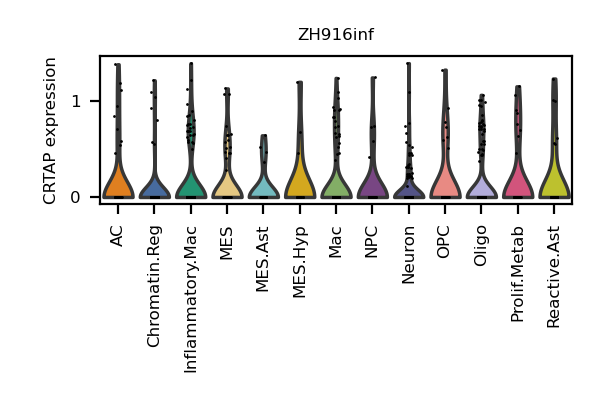 ZH916inf
CRTAP expression
1
0
AC
Chromatin.Reg
Inflammatory.Mac
MES
MES.Ast
MES.Hyp
Mac
NPC
Neuron
OPC
Oligo
Prolif.Metab
Reactive.Ast